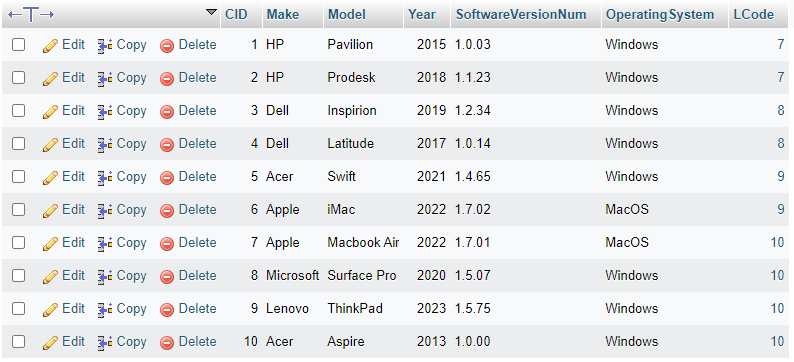 CID Make Model Year SoftwareVersionNum OperatingSystem LCode
Edit Copy Delete 1 HP Pavilion 2015 1.0.03 Windows 7
Edit Copy Delete 2 HP Prodesk 2018 1.1.23 Windows 7
Edit Copy Delete 3 Dell Inspirion 2019 1.2.34 Windows 8
Edit Copy Delete 4 Dell Latitude 2017 1.0.14 Windows 8
Edit Copy Delete 5 Acer Swift 2021 1.4.65 Windows 9
Edit Copy Delete 6 Apple iMac 2022 1.7.02 MacOS 9
Edit Copy Delete 7 Apple Macbook Air 2022 1.7.01 MacOS 10
Edit Copy Delete 8 Microsoft Surface Pro 2020 1.5.07 Windows 10
Edit Copy Delete 9 Lenovo ThinkPad 2023 1.5.75 Windows 10
Edit Copy Delete 10 Acer Aspire 2013 1.0.00 Windows 10